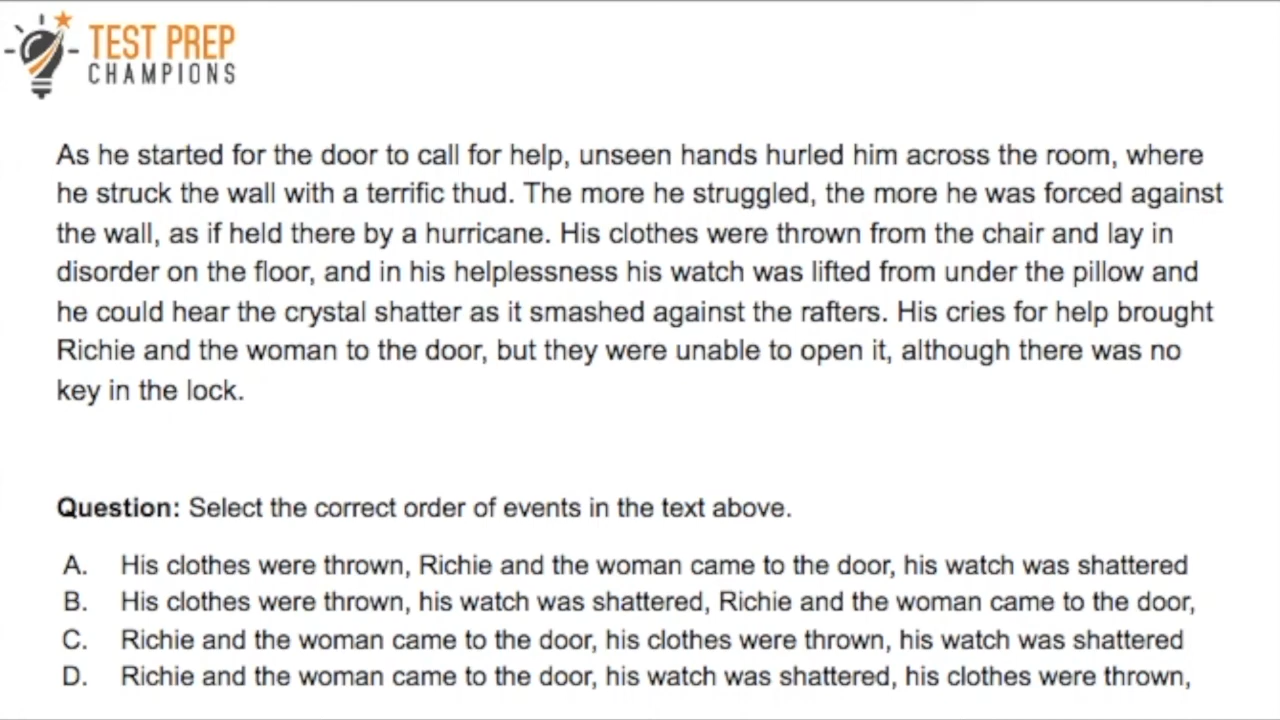 TEST PREP
CHAMPIONS
As he started for the door to call for help, unseen hands hurled him across the room, where
he struck the wall with a terrific thud. The more he struggled, the more he was forced against
the wall, as if held there by a hurricane. His clothes were thrown from the chair and lay in
disorder on the floor, and in his helplessness his watch was lifted from under the pillow and
he could hear the crystal shatter as it smashed against the rafters. His cries for help brought
Richie and the woman to the door, but they were unable to open it, although there was no
key in the lock.
Question: Select the correct order of events in the text above.
A. His clothes were thrown, Richie and the woman came to the door, his watch was shattered
B. His clothes were thrown, his watch was shattered, Richie and the woman came to the door,
C. Richie and the woman came to the door, his clothes were thrown, his watch was shattered
D. Richie and the woman came to the door, his watch was shattered, his clothes were thrown,